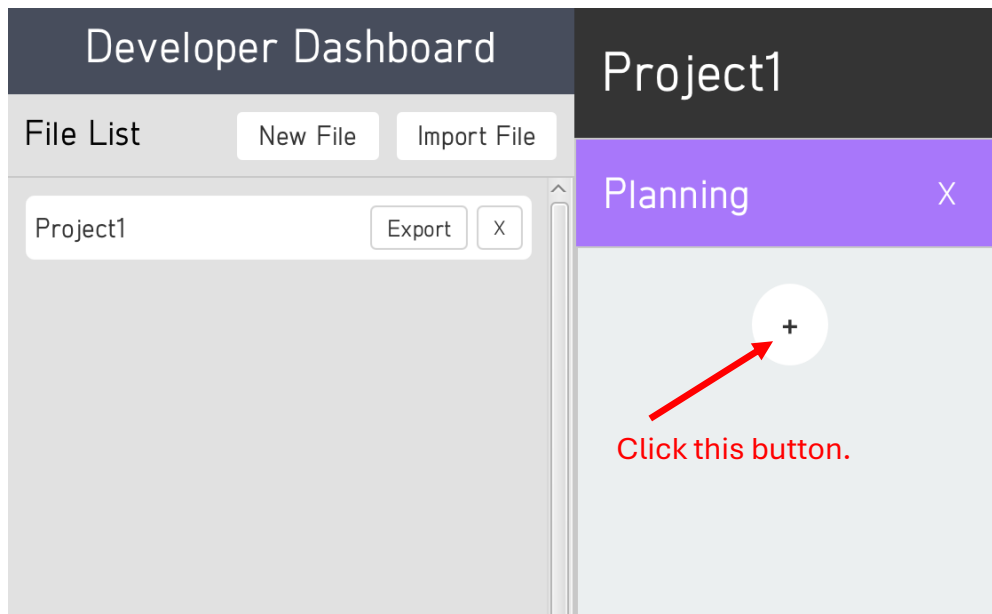 Developer Dashboard
File List
New File
Import File
Project1
Export
X
Project1
Planning
X
+
Click this button.